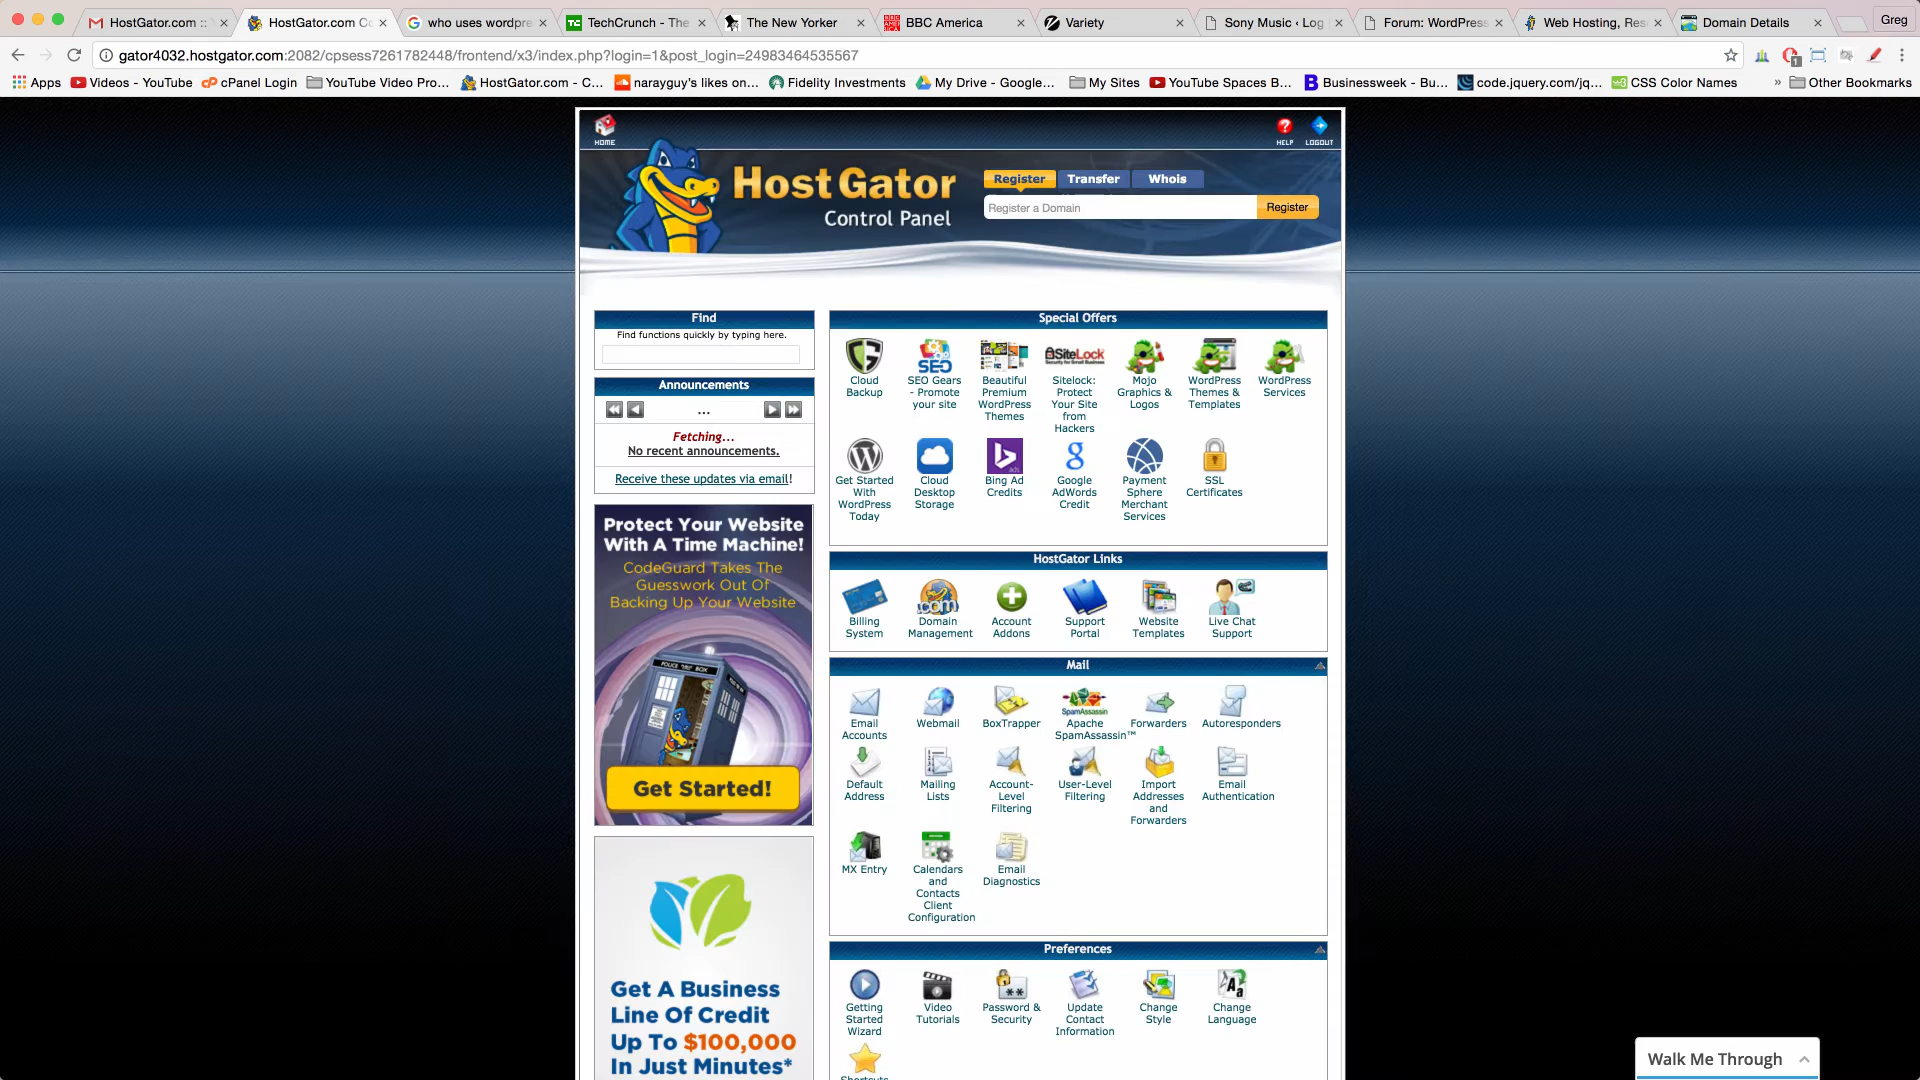 HostGator.com :: Y
HostGator.com Co
who uses wordpre
TechCrunch - The
The New Yorker
BBC America
Variety
Sony Music ‹ Log
Forum: WordPress
Web Hosting, Res
Domain Details
Greg
gator4032.hostgator.com:2082/cpsess7261782448/frontend/x3/index.php?login=1&post_login=24983464535567
Apps
Videos - YouTube
cPanel Login
YouTube Video Pro...
HostGator.com - C...
narayguy's likes on...
Fidelity Investments
My Drive - Google...
My Sites
YouTube Spaces B...
Businessweek - Bu...
code.jquery.com/jq...
CSS Color Names
»
Other Bookmarks
HOME
HELP
LOGOUT
HostGator
Control Panel
Register
Transfer
Whois
Register a Domain
Register
Find
Find functions quickly by typing here.
Announcements
...
Fetching...
No recent announcements.
Receive these updates via email!
Protect Your Website
With A Time Machine!
CodeGuard Takes The
Guesswork Out Of
Backing Up Your Website
Get Started!
Get A Business
Line Of Credit
Up To $100,000
In Just Minutes*
Special Offers
Cloud
Backup
SEO
SEO Gears
- Promote
your site
Beautiful
Premium
WordPress
Themes
SiteLock
Sitelock:
Protect
Your Site
from
Hackers
Mojo
Graphics &
Logos
WordPress
Themes &
Templates
WordPress
Services
Get Started
With
WordPress
Today
Cloud
Desktop
Storage
Bing Ad
Credits
Google
AdWords
Credit
Payment
Sphere
Merchant
Services
SSL
Certificates
HostGator Links
Billing
System
.com
Domain
Management
Account
Addons
Support
Portal
Website
Templates
Live Chat
Support
Mail
Email
Accounts
Webmail
BoxTrapper
SpamAssassin
Apache
SpamAssassin™
Forwarders
Autoresponders
Default
Address
Mailing
Lists
Account-
Level
Filtering
User-Level
Filtering
Import
Addresses
and
Forwarders
Email
Authentication
MX Entry
Calendars
and
Contacts
Client
Configuration
Email
Diagnostics
Preferences
Getting
Started
Wizard
Video
Tutorials
Password &
Security
Update
Contact
Information
Change
Style
Change
Language
Shortcuts
Walk Me Through